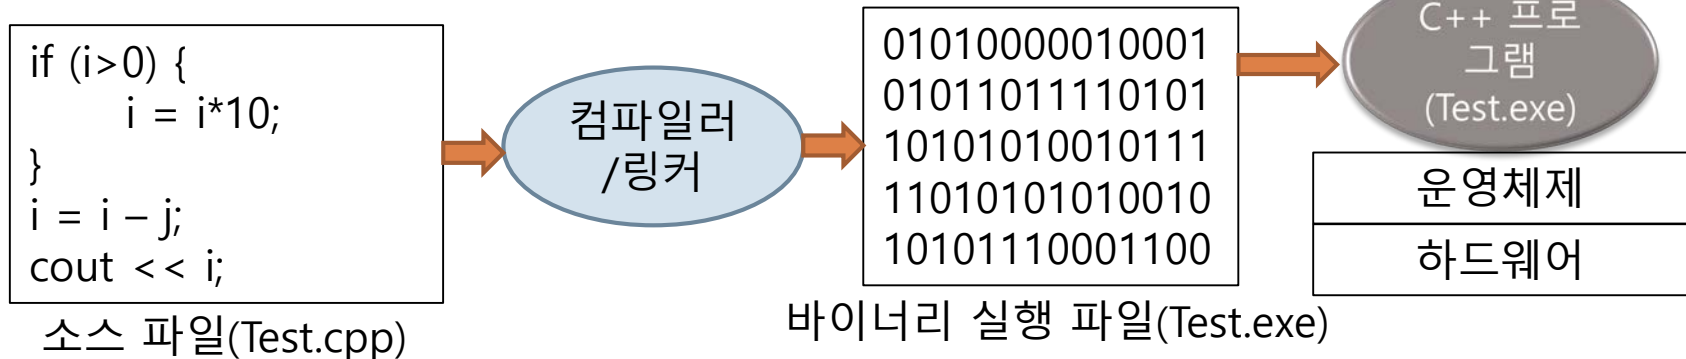 if (i>0) {
i = i*10;
}
i = i – j;
cout << i;
소스 파일(Test.cpp)
컴파일러
/링커
01010000010001
01011011110101
10101010010111
11010101010010
10101110001100
바이너리 실행 파일(Test.exe)
C++ 프로
그램
(Test.exe)
운영체제
하드웨어